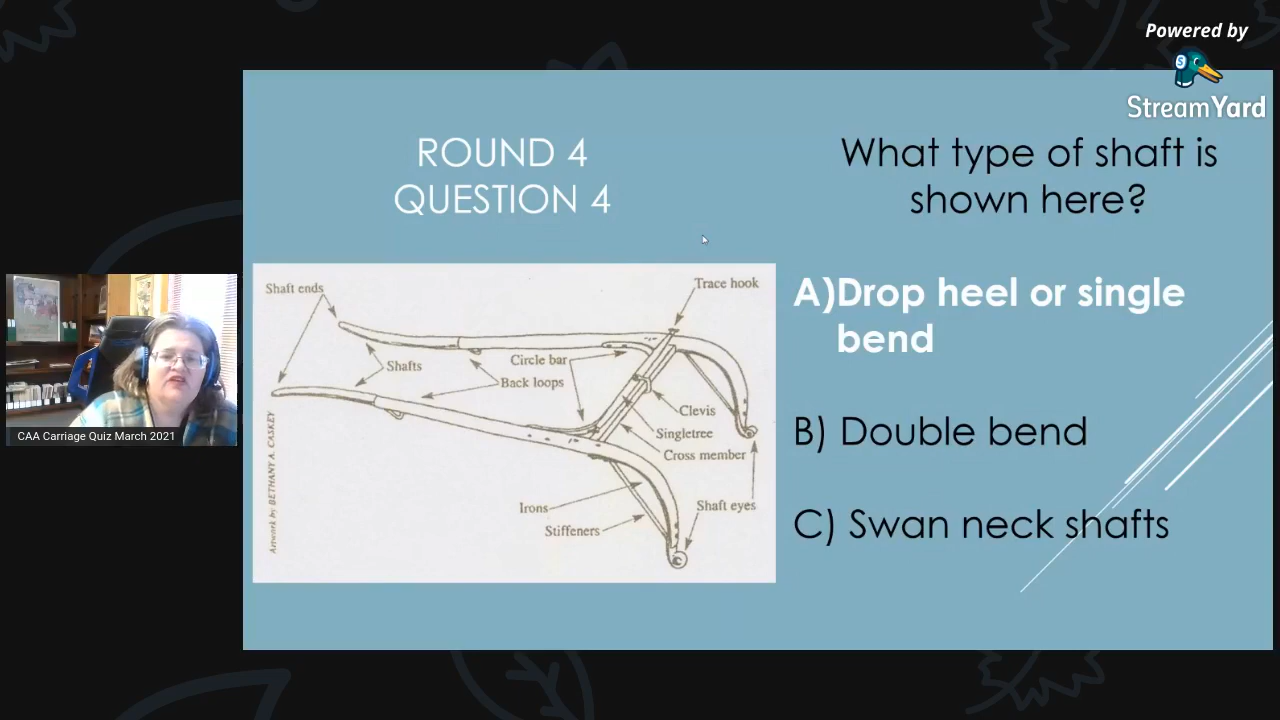 Powered by
StreamYard
ROUND 4
QUESTION 4
What type of shaft is
shown here?
Shaft ends
Trace hook
Circle bar
Shafts
Back loops
Clevis
Singletree
Cross member
Irons
Shaft eyes
Stiffeners
Artwork by BETHANY A. CASKEY
A)Drop heel or single
bend
B) Double bend
C) Swan neck shafts
CAA Carriage Quiz March 2021